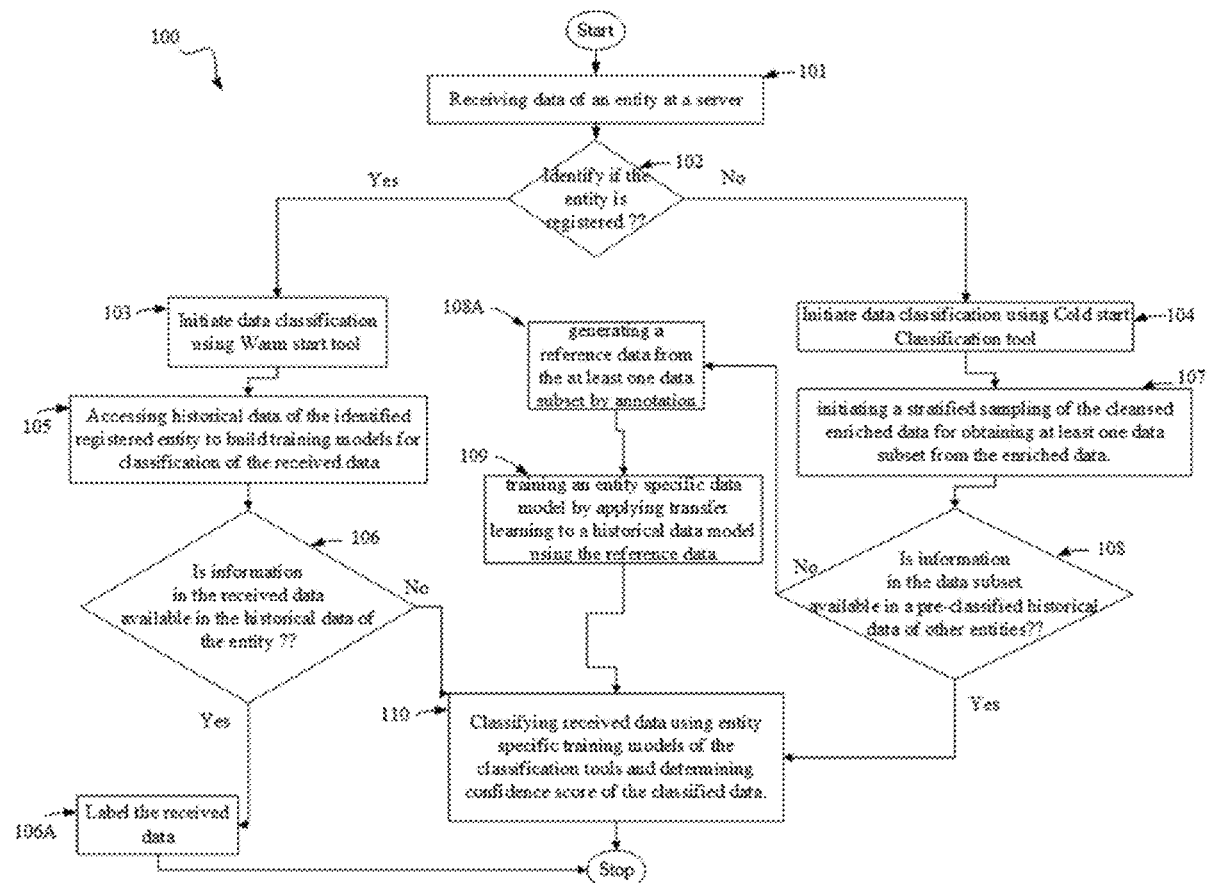 100
Start
101
Receiving data of an entity at a server
102
Yes
Identify if the
entity is
registered ??
No
103
Initiate data classification
using Warm start tool
108A
generating a
reference data from
the at least one data
subset by annotation
Initiate data classification using Cold start
Classification tool
104
105
Accessing historical data of the identified
registered entity to build training models for
classification of the received data
107
initiating a stratified sampling of the cleansed
enriched data for obtaining at least one data
subset from the enriched data.
109
training an entity specific data
model by applying transfer
learning to a historical data model
using the reference data
106
Is information
in the received data
available in the historical data of
the entity ??
No
108
Is information
in the data subset
available in a pre-classified historical
data of other entities??
No
Yes
Yes
110
Classifying received data using entity
specific training models of the
classification tools and determining
confidence score of the classified data.
106A
Label the received
data
Stop